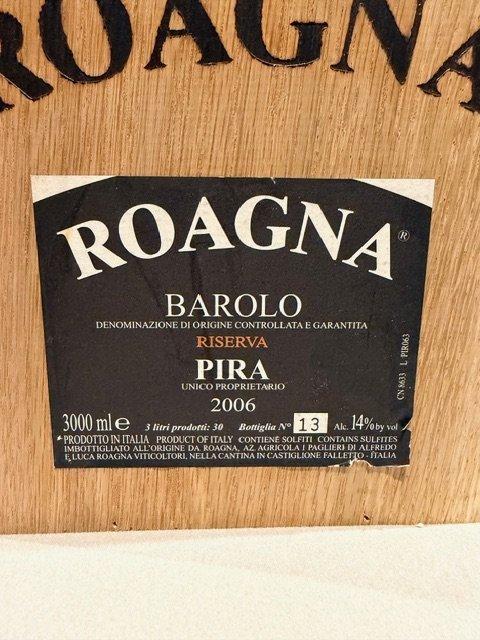 ROAGNA
ROAGNA®
BAROLO
DENOMINAZIONE DI ORIGINE CONTROLLATA E GARANTITA
RISERVA
PIRA
UNICO PROPRIETARIO
2006
3000 ml e 3 litri prodotti: 30 Bottiglia N° 13 Alc. 14% by vol
PRODOTTO IN ITALIA PRODUCT OF ITALY CONTIENE SOLFITI CONTAINS SULFITES
IMBOTTIGLIATO ALL'ORIGINE DA ROAGNA, AZ. AGRICOLA I PAGLIERI DI ALFREDO
E LUCA ROAGNA VITICOLTORI, NELLA CANTINA IN CASTIGLIONE FALLETTO - ITALIA
CN 8633 L PIR063